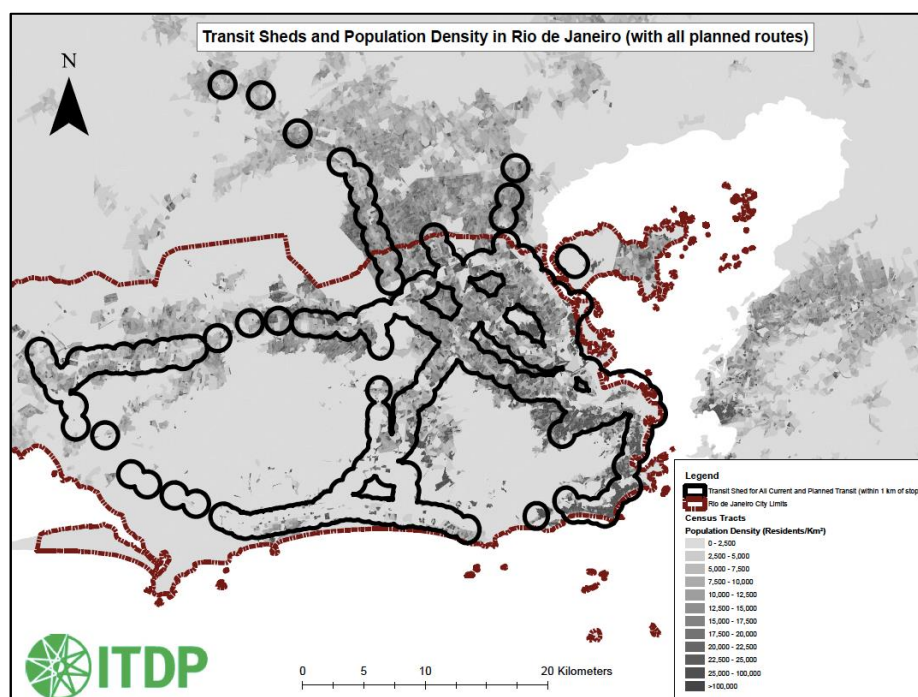 Transit Sheds and Population Density in Rio de Janeiro (with all planned routes)
N
Legend
Transit Shed for All Current and Planned Transit (within 1 km of stop
Rio de Janeiro City Limits
Census Tracts
Population Density (Residents/Km²)
0 - 2,500
2,500 - 5,000
5,000 - 7,500
7,500 - 10,000
10,000 - 12,500
12,500 - 15,000
15,000 - 17,500
17,500 - 20,000
20,000 - 22,500
22,500 - 25,000
25,000 - 100,000
>100,000
ITDP
0 5 10 20 Kilometers